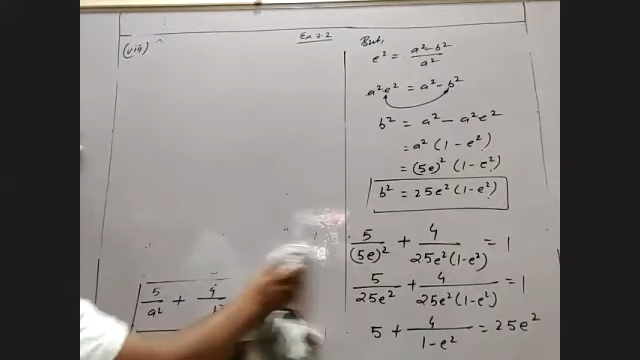 (viii)
Ex 7.2
But,
e² = a²-b² / a²
a²e² = a² - b²
b² = a² - a²e²
= a² (1 - e²)
= (5e)² (1 - e²)
b² = 25e² (1 - e²)
5/(5e)² + 4/25e²(1-e²) = 1
5/25e² + 4/25e²(1-e²) = 1
5 + 4/1-e² = 25e²
5/a² + 4/b²